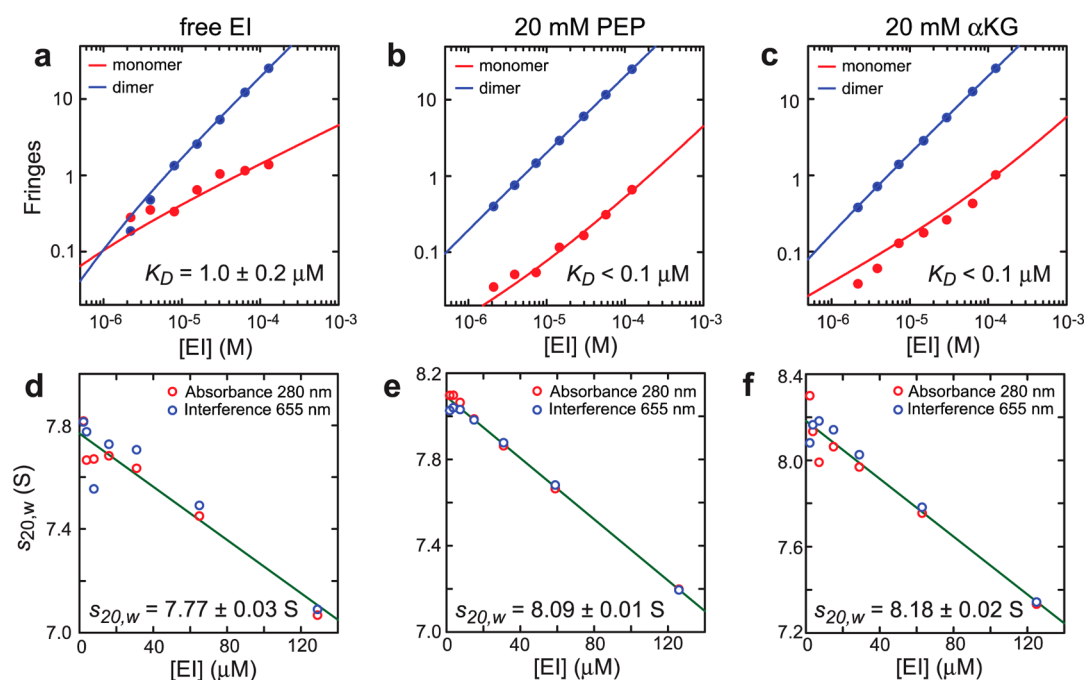 free EI
20 mM PEP
20 mM αKG
a
monomer
dimer
10
1
0.1
Fringes
K_D = 1.0 ± 0.2 μM
10⁻⁶ 10⁻⁵ 10⁻⁴ 10⁻³
[EI] (M)
b
monomer
dimer
10
1
0.1
K_D < 0.1 μM
10⁻⁶ 10⁻⁵ 10⁻⁴ 10⁻³
[EI] (M)
c
monomer
dimer
10
1
0.1
K_D < 0.1 μM
10⁻⁶ 10⁻⁵ 10⁻⁴ 10⁻³
[EI] (M)
d
Absorbance 280 nm
Interference 655 nm
7.8
7.4
7.0
s₂₀,w (S)
s₂₀,w = 7.77 ± 0.03 S
0 40 80 120
[EI] (μM)
e
Absorbance 280 nm
Interference 655 nm
8.2
7.8
7.4
7.0
s₂₀,w = 8.09 ± 0.01 S
0 40 80 120
[EI] (μM)
f
Absorbance 280 nm
Interference 655 nm
8.4
8.0
7.6
7.2
s₂₀,w = 8.18 ± 0.02 S
0 40 80 120
[EI] (μM)